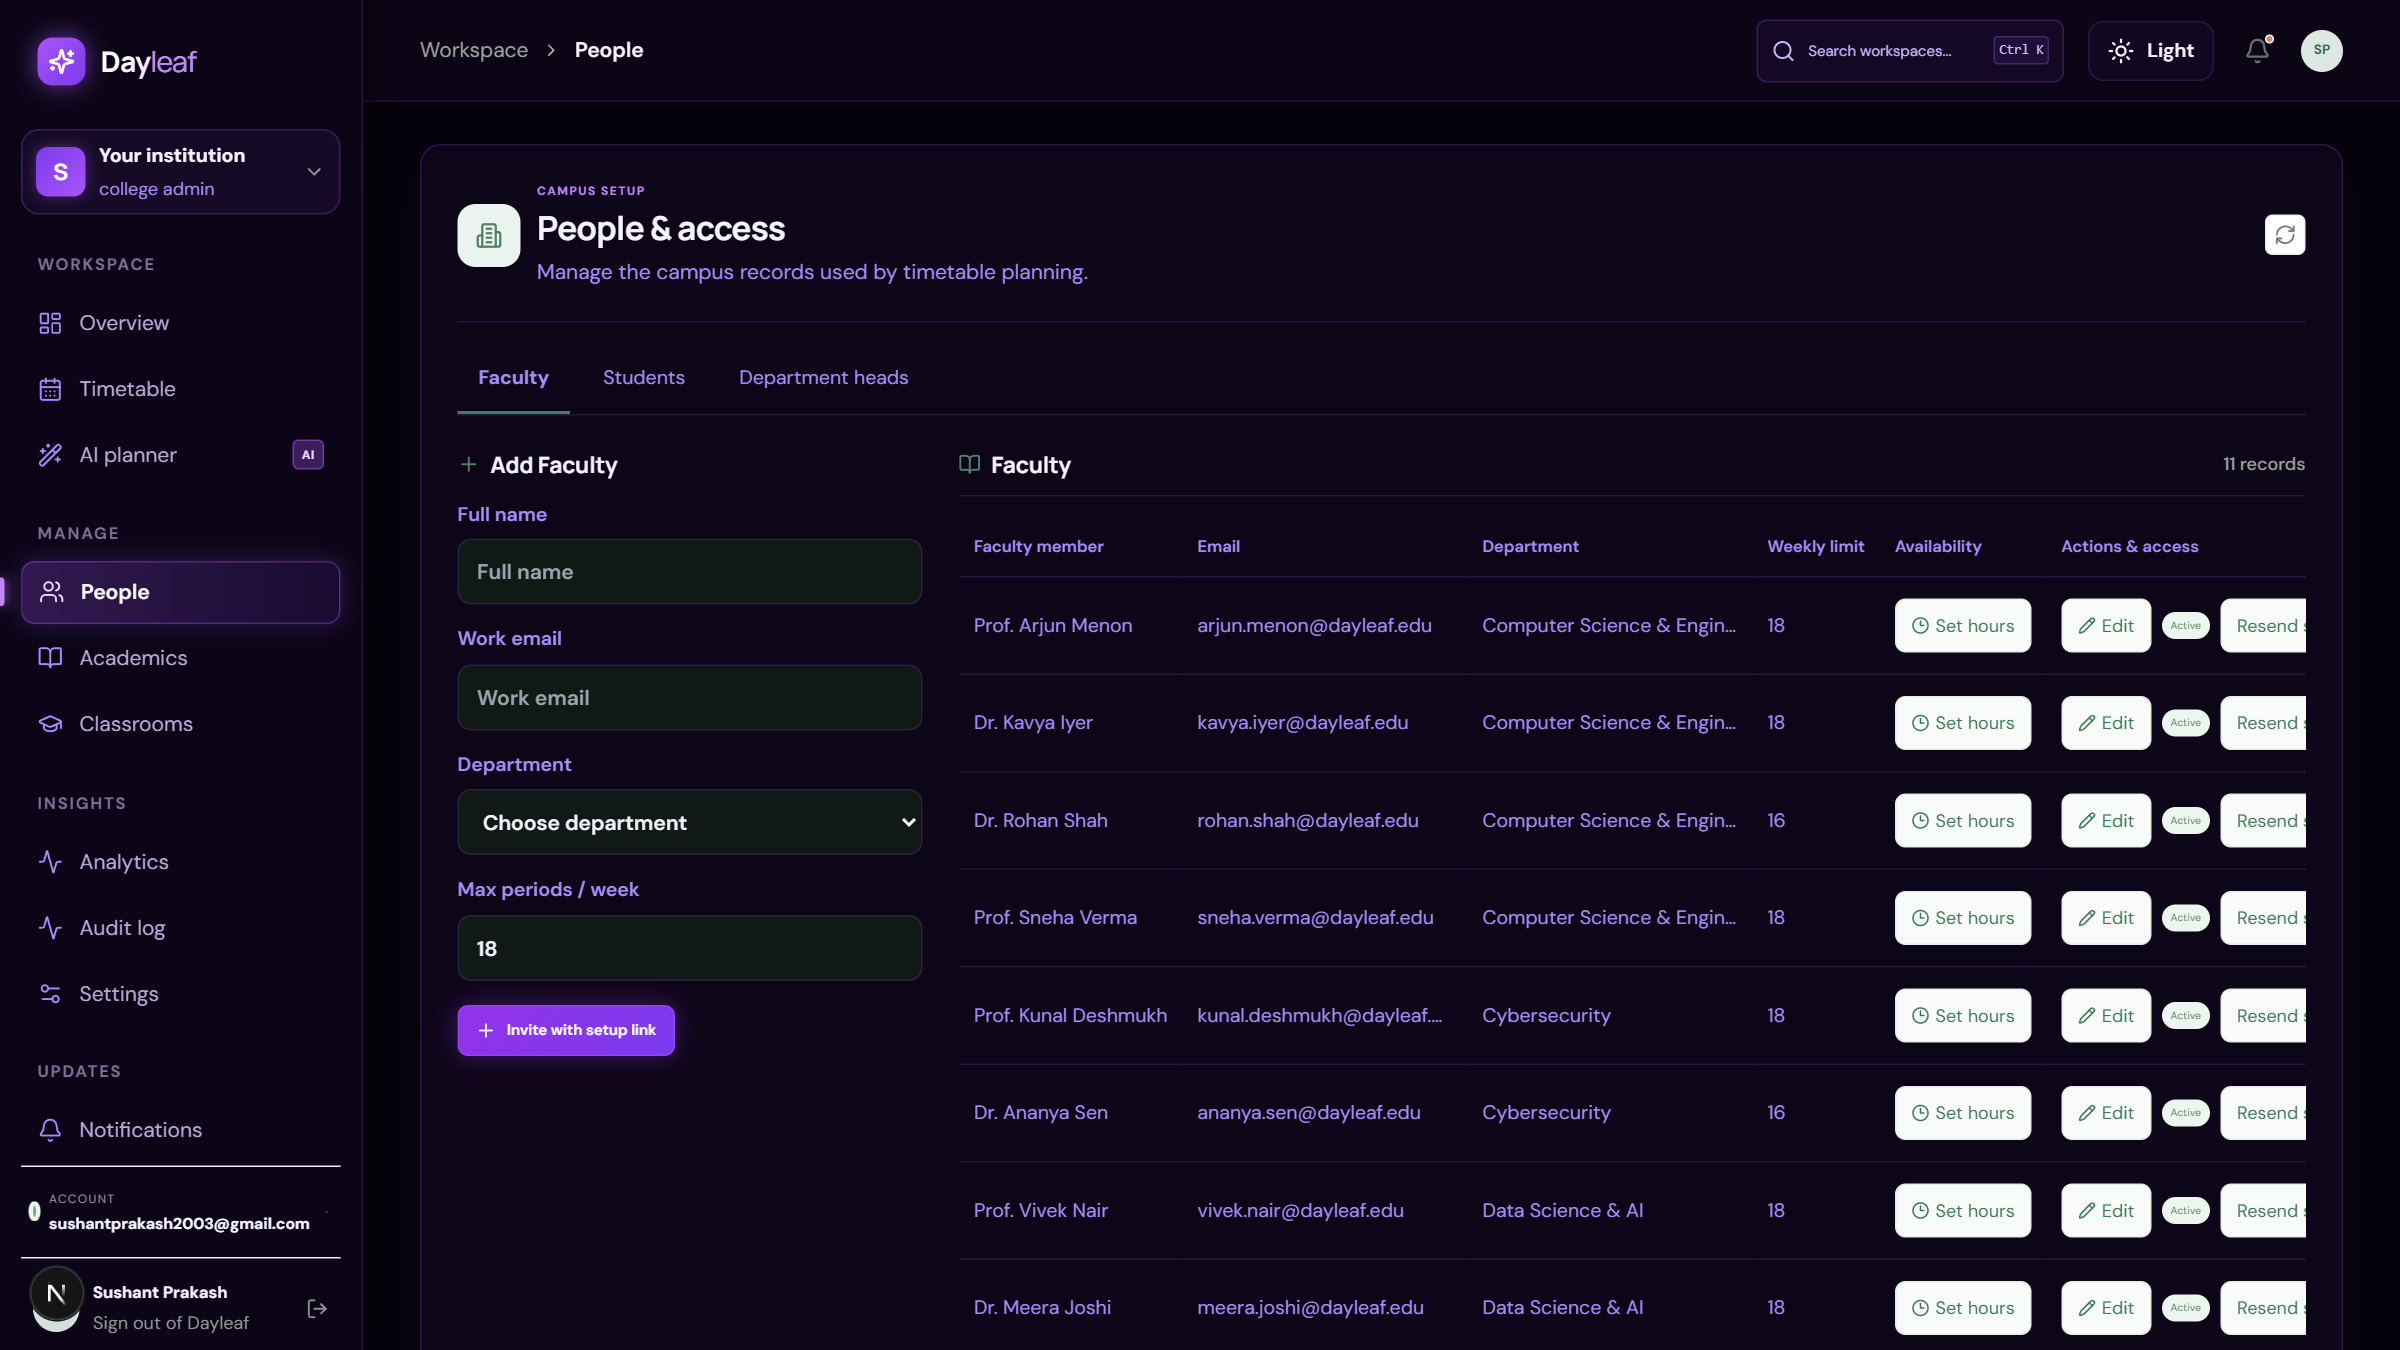 Dayleaf
S
Your institution
college admin
WORKSPACE
Overview
Timetable
AI planner
AI
MANAGE
People
Academics
Classrooms
INSIGHTS
Analytics
Audit log
Settings
UPDATES
Notifications
ACCOUNT
sushantprakash2003@gmail.com
N
Sushant Prakash
Sign out of Dayleaf
Workspace > People
Search workspaces...
Ctrl K
Light
SP
CAMPUS SETUP
People & access
Manage the campus records used by timetable planning.
Faculty
Students
Department heads
Add Faculty
Full name
Full name
Work email
Work email
Department
Choose department
Max periods / week
18
Invite with setup link
Faculty
11 records
Faculty member Email Department Weekly limit Availability Actions & access
Prof. Arjun Menon arjun.menon@dayleaf.edu Computer Science & Engin... 18 Set hours Edit Active Resend s
Dr. Kavya Iyer kavya.iyer@dayleaf.edu Computer Science & Engin... 18 Set hours Edit Active Resend s
Dr. Rohan Shah rohan.shah@dayleaf.edu Computer Science & Engin... 16 Set hours Edit Active Resend s
Prof. Sneha Verma sneha.verma@dayleaf.edu Computer Science & Engin... 18 Set hours Edit Active Resend s
Prof. Kunal Deshmukh kunal.deshmukh@dayleaf.... Cybersecurity 18 Set hours Edit Active Resend s
Dr. Ananya Sen ananya.sen@dayleaf.edu Cybersecurity 16 Set hours Edit Active Resend s
Prof. Vivek Nair vivek.nair@dayleaf.edu Data Science & AI 18 Set hours Edit Active Resend s
Dr. Meera Joshi meera.joshi@dayleaf.edu Data Science & AI 18 Set hours Edit Active Resend s